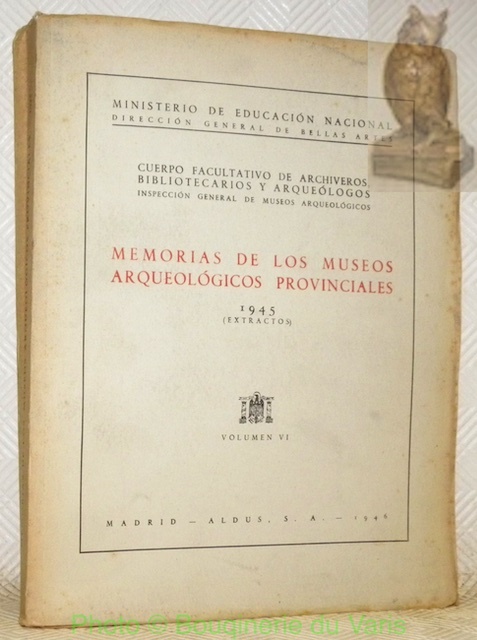 MINISTERIO DE EDUCACIÓN NACIONAL
DIRECCIÓN GENERAL DE BELLAS ARTES
CUERPO FACULTATIVO DE ARCHIVEROS,
BIBLIOTECARIOS Y ARQUEÓLOGOS
INSPECCIÓN GENERAL DE MUSEOS ARQUEOLÓGICOS
MEMORIAS DE LOS MUSEOS
ARQUEOLÓGICOS PROVINCIALES
1945
(EXTRACTOS)
VOLUMEN VI
MADRID — ALDUS, S. A. — 1946
Photo © Bouquinerie du Varis